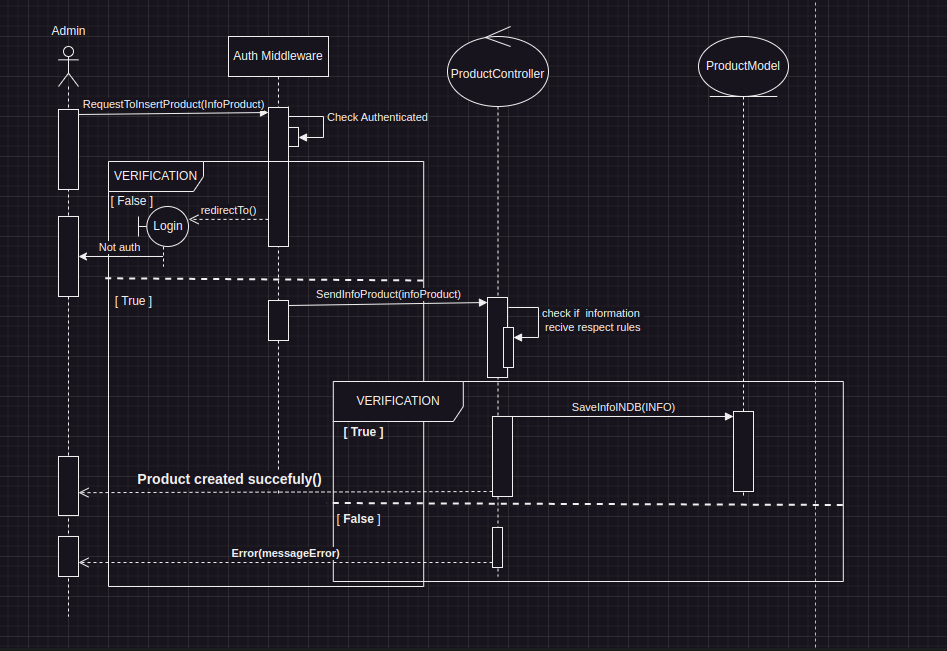 Admin
Auth Middleware
ProductController
ProductModel
RequestToInsertProduct(InfoProduct)
Check Authenticated
VERIFICATION
[ False ]
redirectTo()
Login
Not auth
[ True ]
SendInfoProduct(infoProduct)
check if  information
recive respect rules
VERIFICATION
SaveInfoINDB(INFO)
[ True ]
Product created succefuly()
[ False ]
Error(messageError)